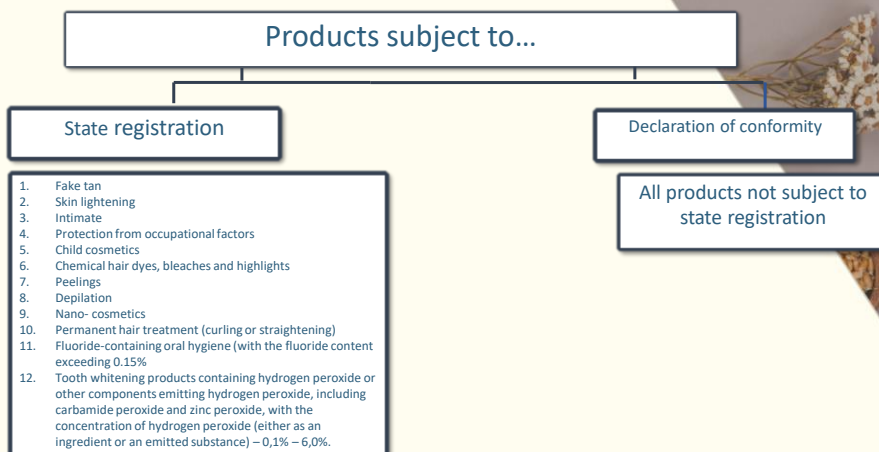 Products subject to...
State registration
Declaration of conformity
All products not subject to
state registration
1. Fake tan
2. Skin lightening
3. Intimate
4. Protection from occupational factors
5. Child cosmetics
6. Chemical hair dyes, bleaches and highlights
7. Peelings
8. Depilation
9. Nano- cosmetics
10. Permanent hair treatment (curling or straightening)
11. Fluoride-containing oral hygiene (with the fluoride content
exceeding 0.15%
12. Tooth whitening products containing hydrogen peroxide or
other components emitting hydrogen peroxide, including
carbamide peroxide and zinc peroxide, with the
concentration of hydrogen peroxide (either as an
ingredient or an emitted substance) – 0,1% – 6,0%.